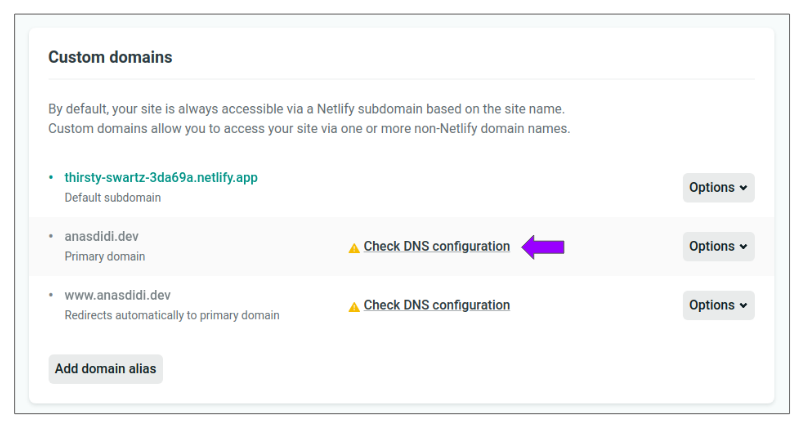 Custom domains
By default, your site is always accessible via a Netlify subdomain based on the site name.
Custom domains allow you to access your site via one or more non-Netlify domain names.
thirsty-swartz-3da69a.netlify.app
Default subdomain
Options
anasdidi.dev
Primary domain
Check DNS configuration
Options
www.anasdidi.dev
Redirects automatically to primary domain
Check DNS configuration
Options
Add domain alias